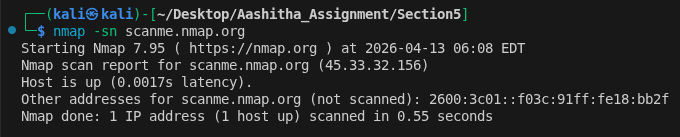 (kali㉿kali)-[~/Desktop/Aashitha_Assignment/Section5]
$ nmap -sn scanme.nmap.org
Starting Nmap 7.95 ( https://nmap.org ) at 2026-04-13 06:08 EDT
Nmap scan report for scanme.nmap.org (45.33.32.156)
Host is up (0.0017s latency).
Other addresses for scanme.nmap.org (not scanned): 2600:3c01::f03c:91ff:fe18:bb2f
Nmap done: 1 IP address (1 host up) scanned in 0.55 seconds